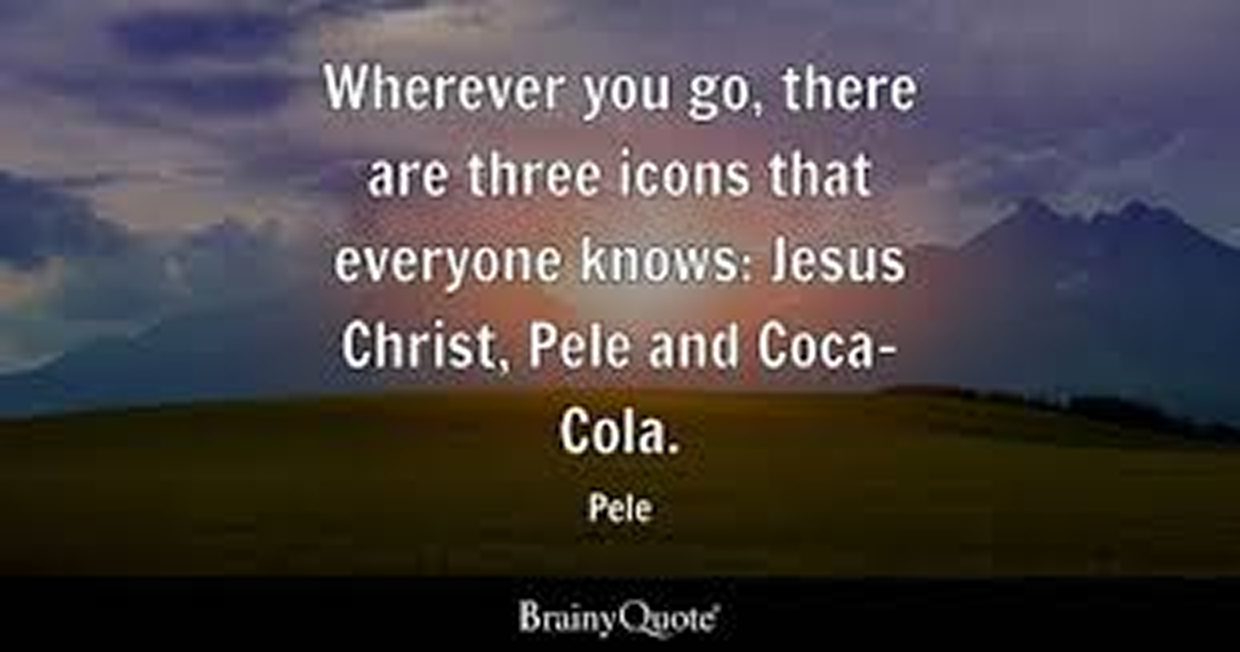 Wherever you go, there
are three icons that
everyone knows: Jesus
Christ, Pele and Coca-
Cola.
Pele
BrainyQuote®